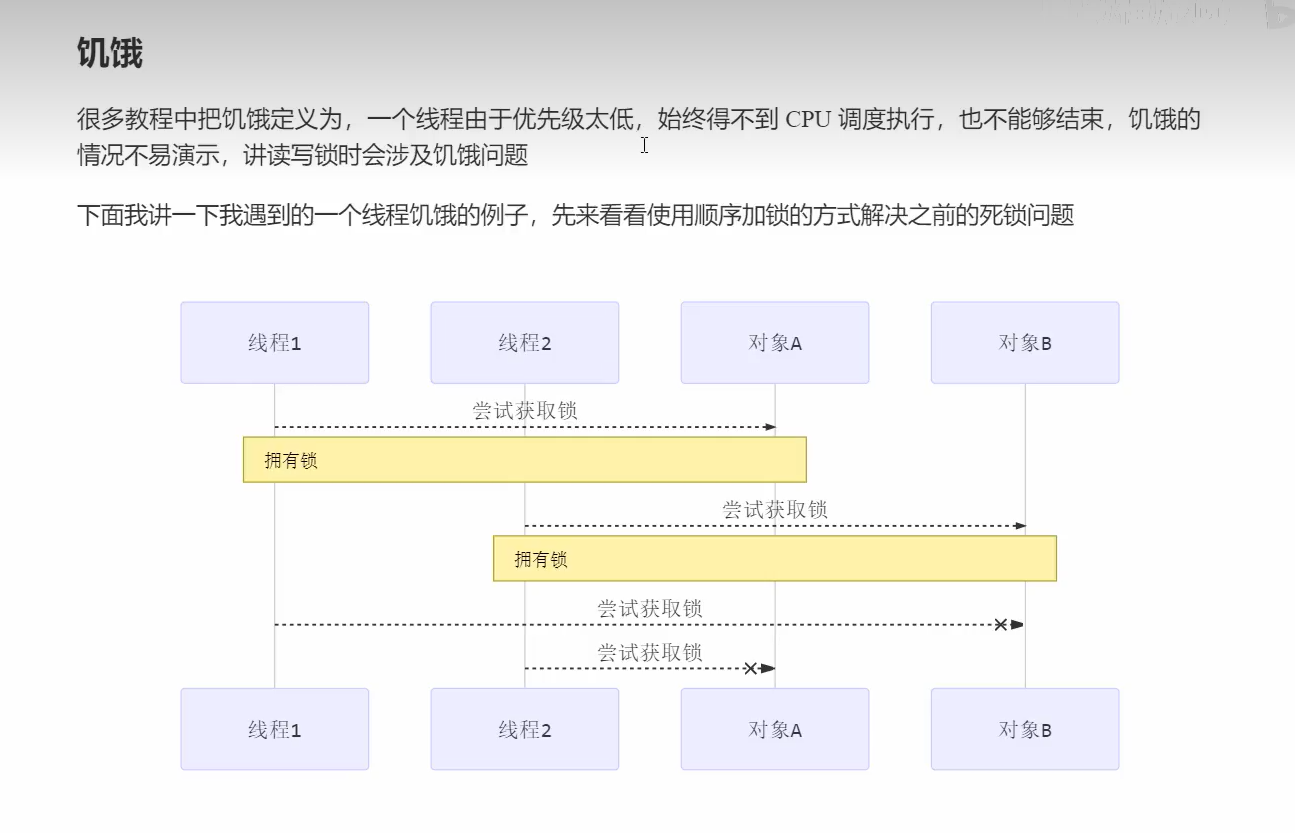 饥饿
很多教程中把饥饿定义为，一个线程由于优先级太低，始终得不到 CPU 调度执行，也不能够结束，饥饿的
情况不易演示，讲读写锁时会涉及饥饿问题
下面我讲一下我遇到的一个线程饥饿的例子，先来看看使用顺序加锁的方式解决之前的死锁问题
线程1
线程2
对象A
对象B
尝试获取锁
拥有锁
尝试获取锁
拥有锁
尝试获取锁
尝试获取锁
线程1
线程2
对象A
对象B